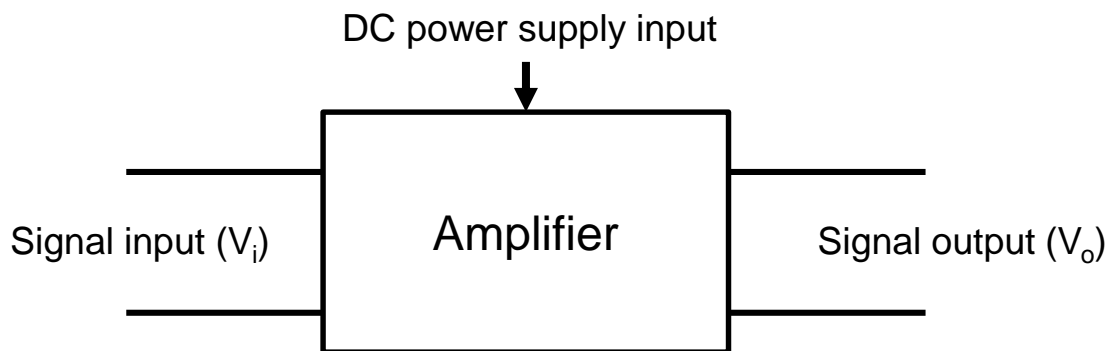 DC power supply input
Signal input (Vi)
Amplifier
Signal output (Vo)